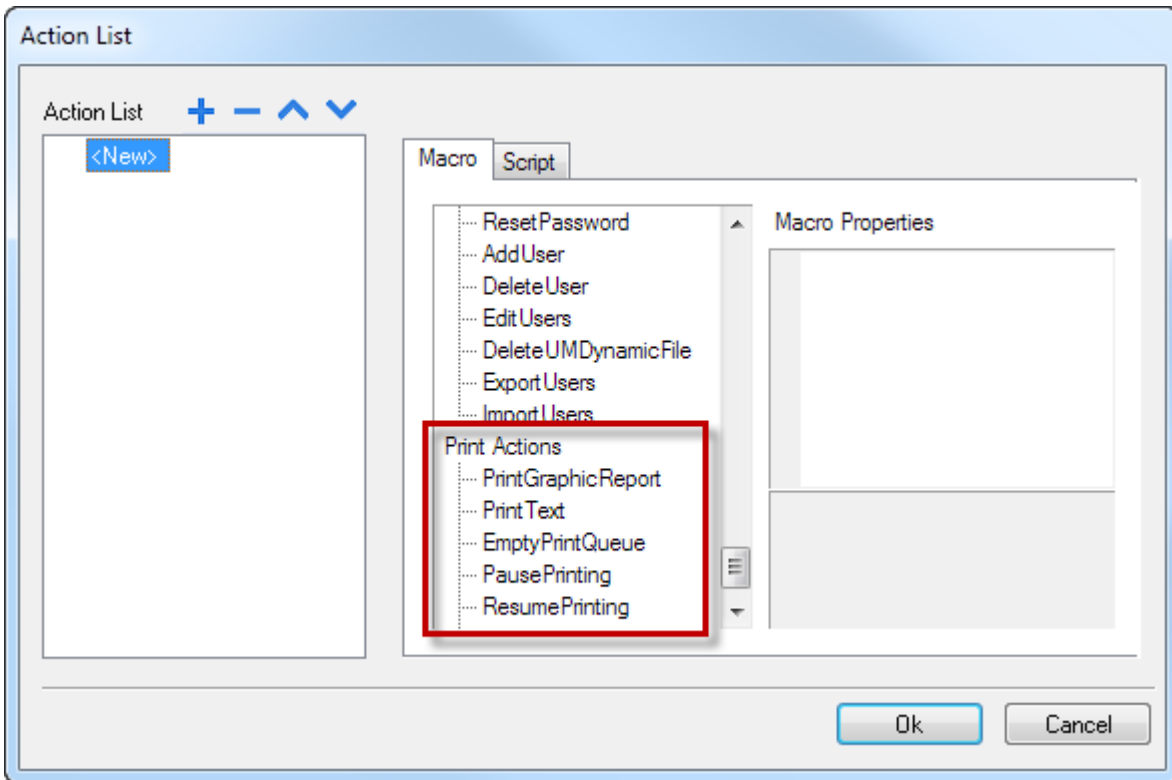 Action List
Action List
<New>
Macro
Script
ResetPassword
AddUser
DeleteUser
EditUsers
DeleteUMDynamicFile
ExportUsers
ImportUsers
Print Actions
PrintGraphicReport
PrintText
EmptyPrintQueue
PausePrinting
ResumePrinting
Macro Properties
Ok
Cancel